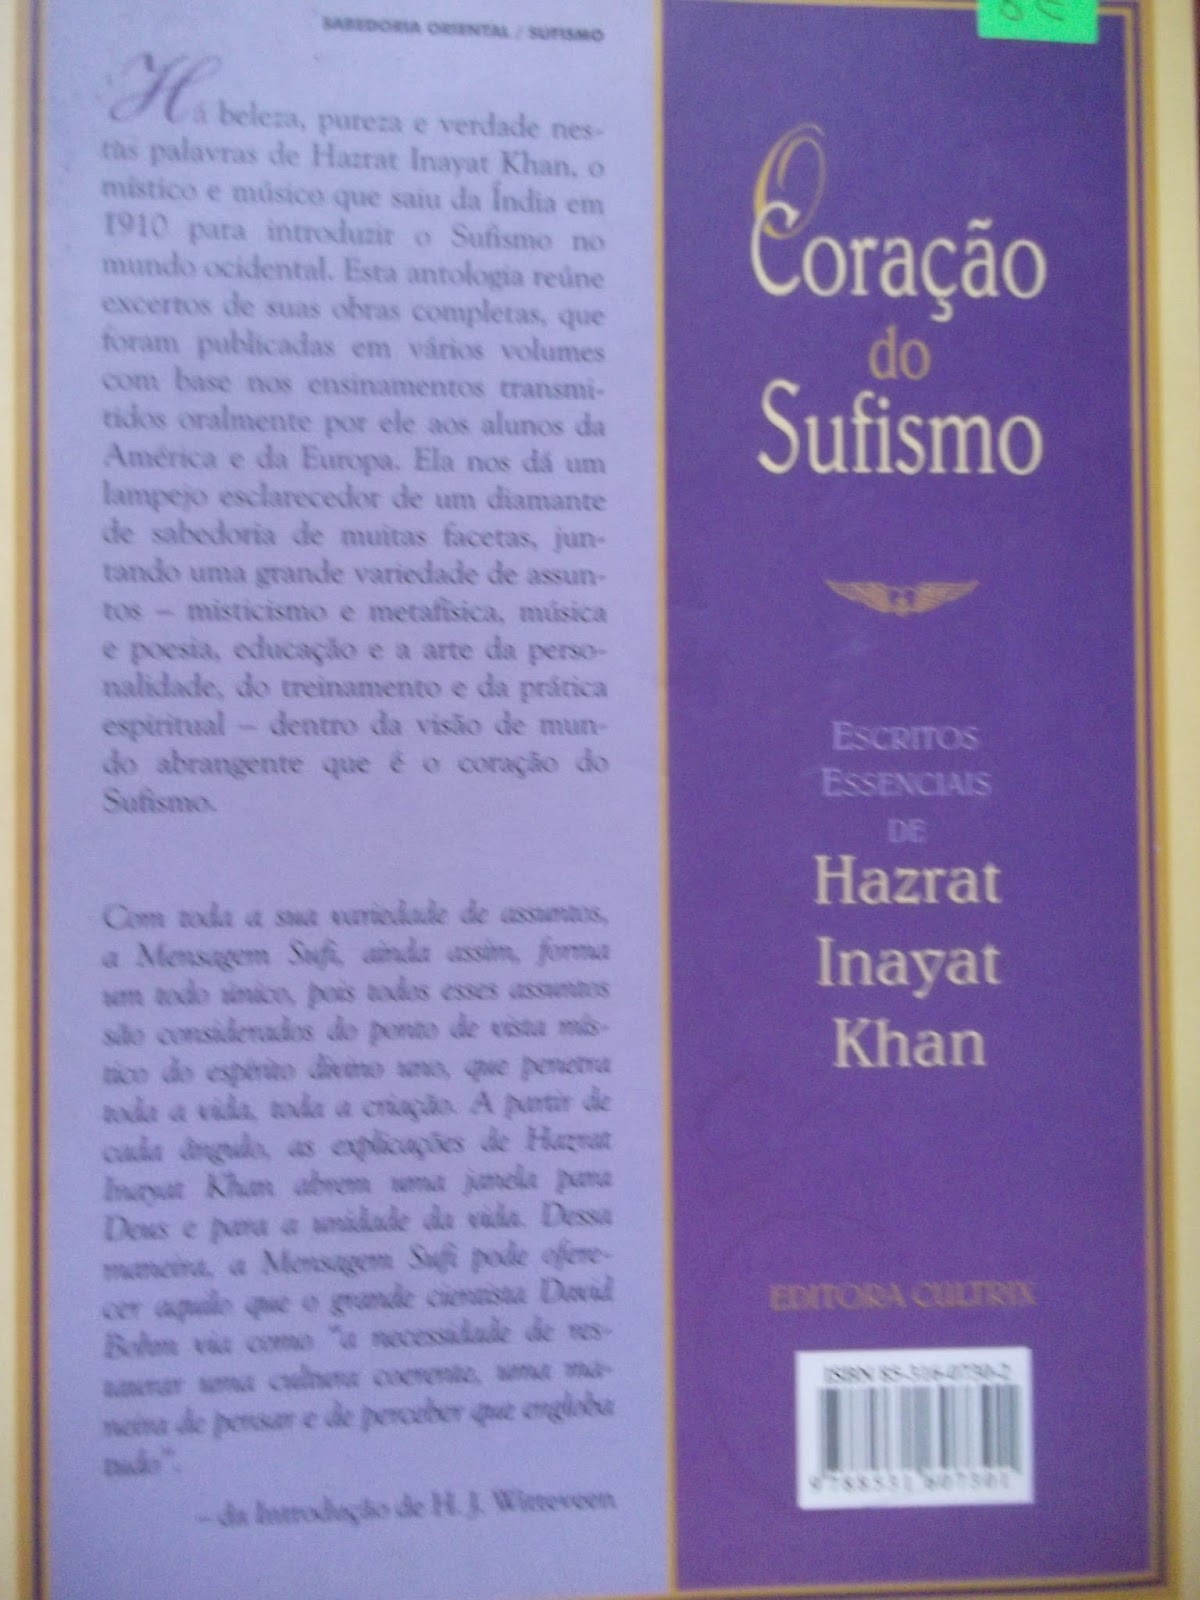 SABEDORIA ORIENTAL / SUFISMO
Há beleza, pureza e verdade nes-
tas palavras de Hazrat Inayat Khan, o
místico e músico que saiu da Índia em
1910 para introduzir o Sufismo no
mundo ocidental. Esta antologia reúne
excertos de suas obras completas, que
foram publicadas em vários volumes
com base nos ensinamentos transmi-
tidos oralmente por ele aos alunos da
América e da Europa. Ela nos dá um
lampejo esclarecedor de um diamante
de sabedoria de muitas facetas, jun-
tando uma grande variedade de assun-
tos – misticismo e metafísica, música
e poesia, educação e a arte da perso-
nalidade, do treinamento e da prática
espiritual – dentro da visão de mun-
do abrangente que é o coração do
Sufismo.
Com toda a sua variedade de assuntos,
a Mensagem Sufi, ainda assim, forma
um todo único, pois todos esses assuntos
são considerados do ponto de vista mís-
tico do espírito divino uno, que penetra
toda a vida, toda a criação. A partir de
cada ângulo, as explicações de Hazrat
Inayat Khan abrem uma janela para
Deus e para a unidade da vida. Dessa
maneira, a Mensagem Sufi pode ofere-
cer aquilo que o grande cientista David
Bohm via como "a necessidade de res-
taurar uma cultura coerente, uma ma-
neira de pensar e de perceber que engloba
tudo".
– da Introdução de H. J. Witteveen
O
Coração
do
Sufismo
ESCRITOS
ESSENCIAIS
DE
Hazrat
Inayat
Khan
EDITORA CULTRIX
ISBN 85-316-0730-2
9 788531 607301